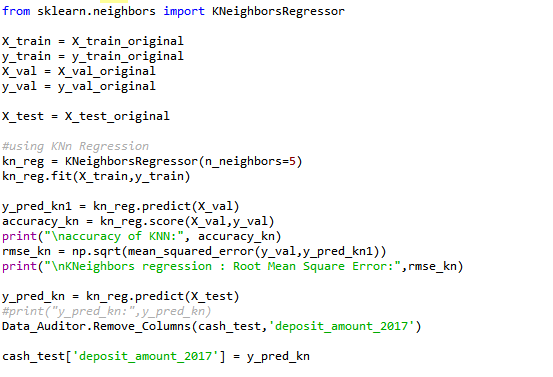 from sklearn.neighbors import KNeighborsRegressor
X_train = X_train_original
y_train = y_train_original
X_val = X_val_original
y_val = y_val_original
X_test = X_test_original
#using KNn Regression
kn_reg = KNeighborsRegressor(n_neighbors=5)
kn_reg.fit(X_train,y_train)
y_pred_kn1 = kn_reg.predict(X_val)
accuracy_kn = kn_reg.score(X_val,y_val)
print("\naccuracy of KNN:", accuracy_kn)
rmse_kn = np.sqrt(mean_squared_error(y_val,y_pred_kn1))
print("\nKNeighbors regression : Root Mean Square Error:",rmse_kn)
y_pred_kn = kn_reg.predict(X_test)
#print("y_pred_kn:",y_pred_kn)
Data_Auditor.Remove_Columns(cash_test,'deposit_amount_2017')
cash_test['deposit_amount_2017'] = y_pred_kn